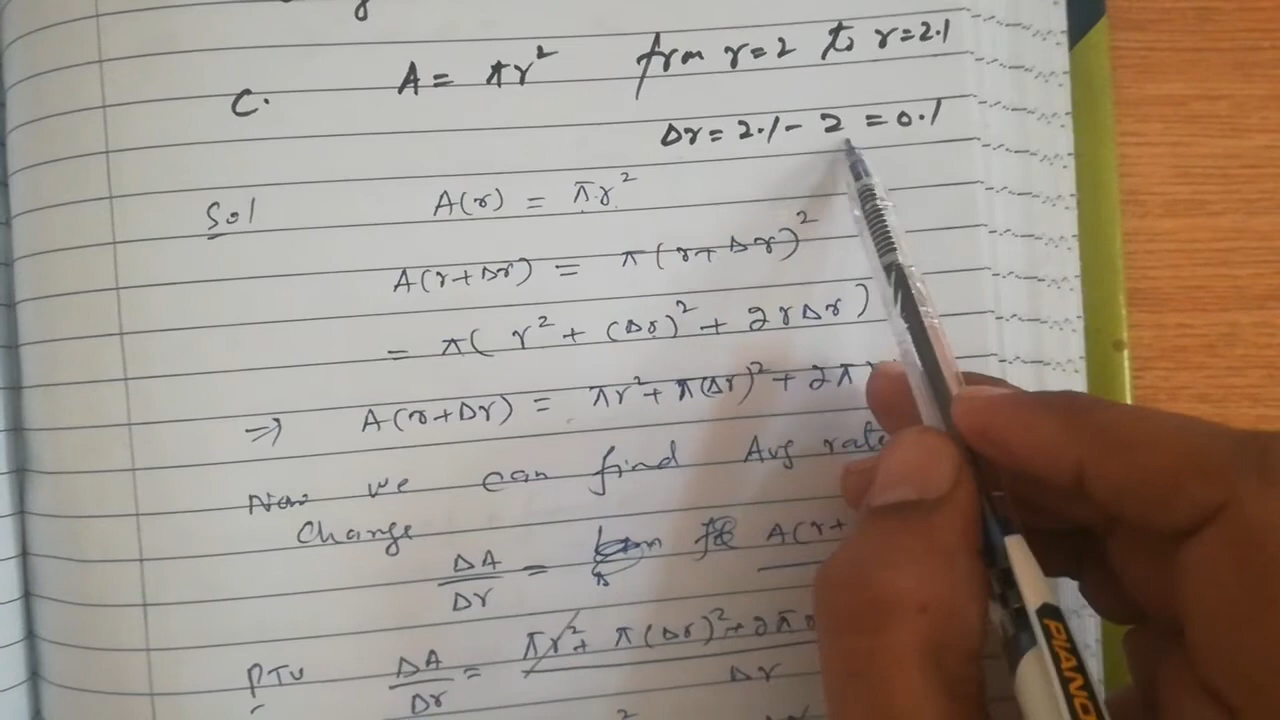 C. A = πr² from r=2 to r=2.1
Δr = 2.1 - 2 = 0.1
Sol A(r) = πr²
A(r+Δr) = π(r+Δr)²
= π( r² + (Δr)² + 2rΔr)
⇒ A(r+Δr) = πr² + π(Δr)² + 2π
Now we can find Avg rate
Change
ΔA/Δr = A(r+
PTV ΔA/Δr = πr² + π(Δr)² + 2π / Δr
PIANO